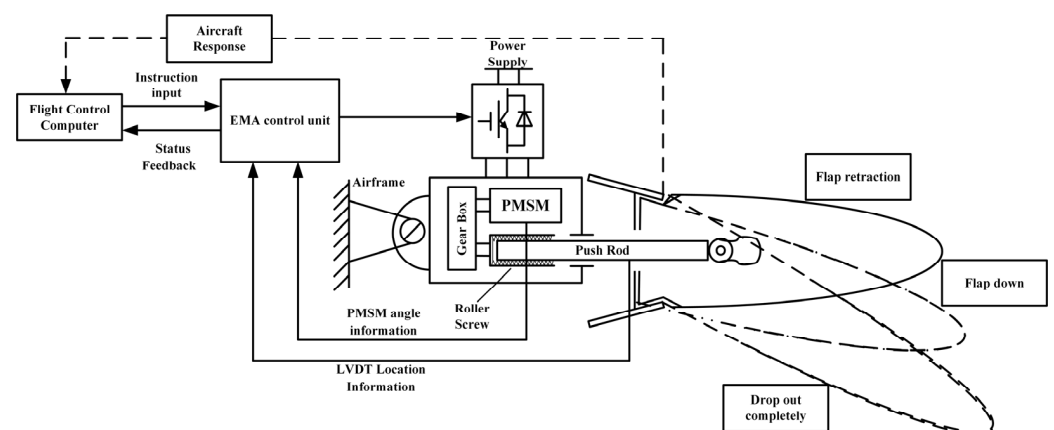 Aircraft
Response
Power
Supply
Instruction
input
Flight Control
Computer
EMA control unit
Status
Feedback
Airframe
Flap retraction
Gear Box
PMSM
Push Rod
Flap down
Roller
Screw
PMSM angle
information
LVDT Location
Information
Drop out
completely